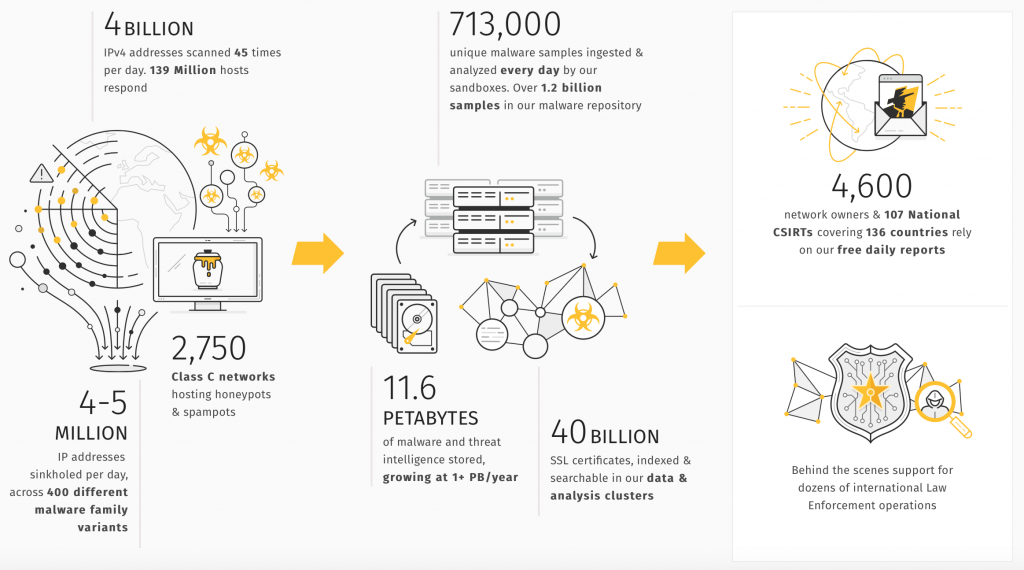 4 BILLION
IPv4 addresses scanned 45 times
per day. 139 Million hosts
respond
2,750
Class C networks
hosting honeypots
& spampots
4-5
MILLION
IP addresses
sinkholed per day,
across 400 different
malware family
variants
713,000
unique malware samples ingested &
analyzed every day by our
sandboxes. Over 1.2 billion
samples in our malware repository
11.6
PETABYTES
of malware and threat
intelligence stored,
growing at 1+ PB/year
40 BILLION
SSL certificates, indexed &
searchable in our data &
analysis clusters
4,600
network owners & 107 National
CSIRTs covering 136 countries rely
on our free daily reports
Behind the scenes support for
dozens of international Law
Enforcement operations